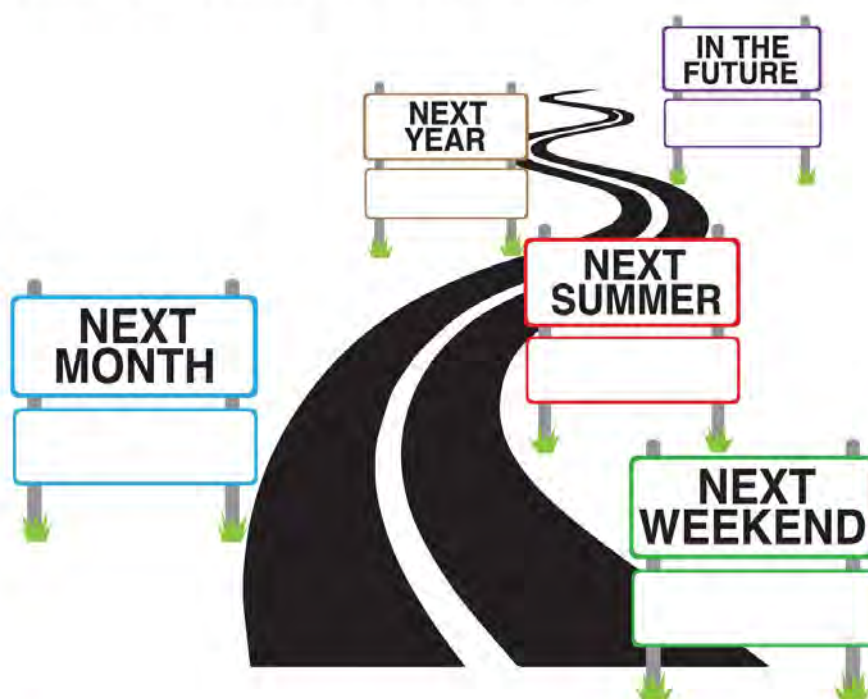 IN THE
FUTURE
NEXT
YEAR
NEXT
SUMMER
NEXT
MONTH
NEXT
WEEKEND